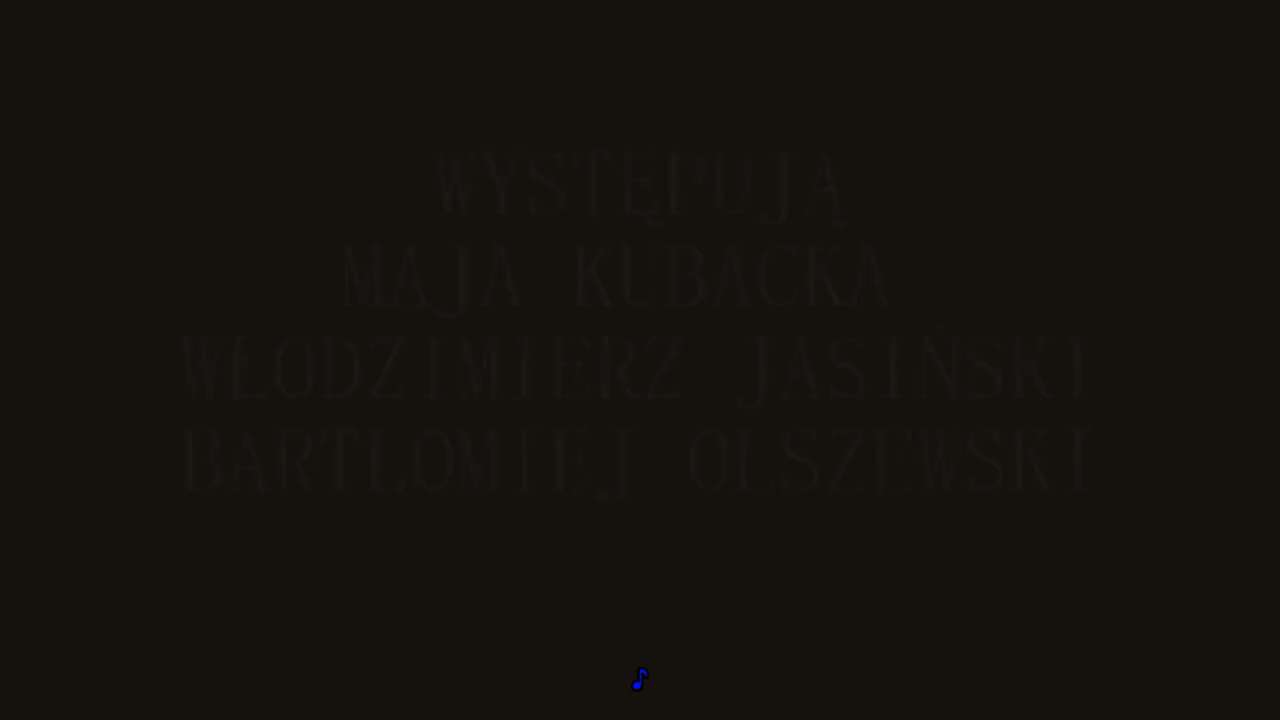 WYSTĘPUJĄ
MAJA KUBACKA
WŁODZIMIERZ JASIŃSKI
BARTŁOMIEJ OLSZEWSKI
♪